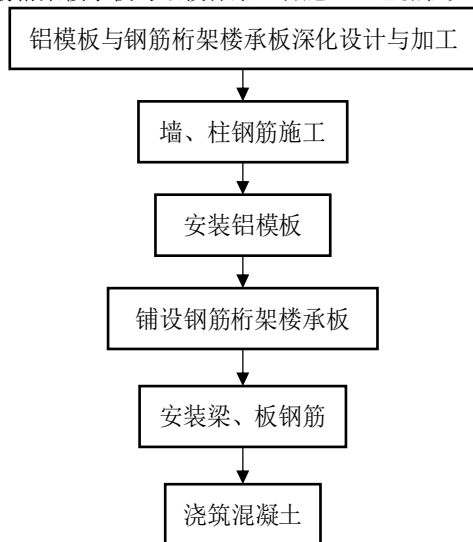 铝模板与钢筋桁架楼承板深化设计与加工
墙、柱钢筋施工
安装铝模板
铺设钢筋桁架楼承板
安装梁、板钢筋
浇筑混凝土